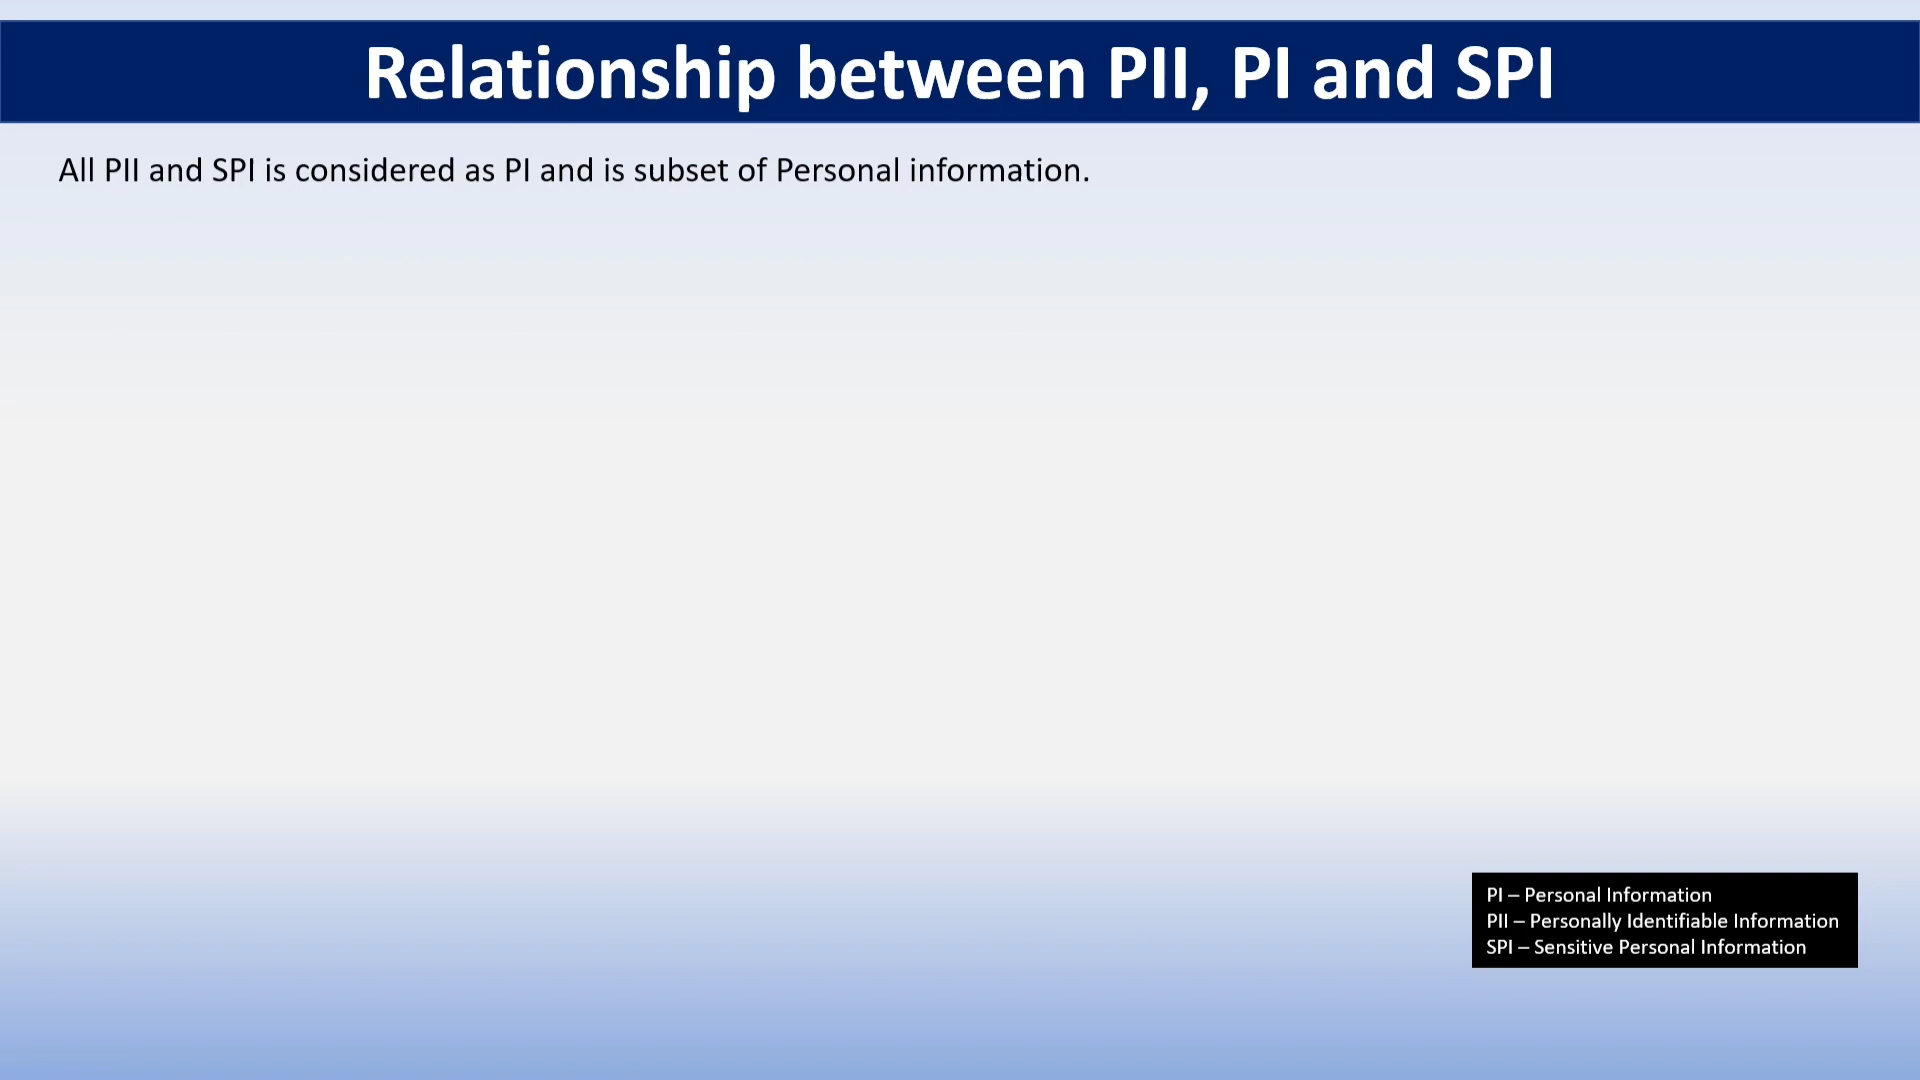 Relationship between PII, PI and SPI
All PII and SPI is considered as PI and is subset of Personal information.
PI – Personal Information
PII – Personally Identifiable Information
SPI – Sensitive Personal Information